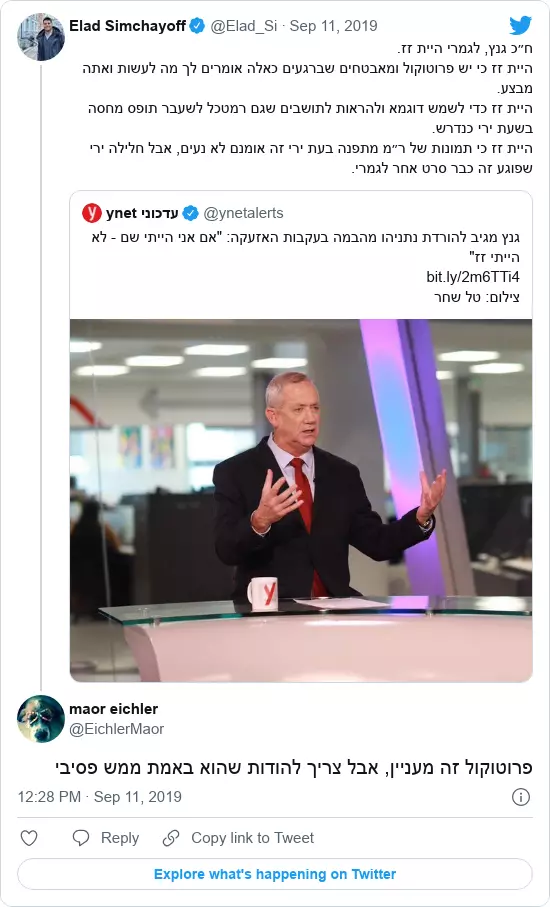 Elad Simchayoff @Elad_Si · Sep 11, 2019
ח״כ גנץ, לגמרי היית זז.
היית זז כי יש פרוטוקול ומאבטחים שברגעים כאלה אומרים לך מה לעשות ואתה
מבצע.
היית זז כדי לשמש דוגמא ולהראות לתושבים שגם רמטכל לשעבר תופס מחסה
בשעת ירי כנדרש.
היית זז כי תמונות של ר״מ מתפנה בעת ירי זה אומנם לא נעים, אבל חלילה ירי
שפוגע זה כבר סרט אחר לגמרי.
y ynet עדכוני @ynetalerts
גנץ מגיב להורדת נתניהו מהבמה בעקבות האזעקה: "אם אני הייתי שם - לא
הייתי זז"
bit.ly/2m6TTi4
צילום: טל שחר
y
maor eichler
@EichlerMaor
פרוטוקול זה מעניין, אבל צריך להודות שהוא באמת ממש פסיבי
12:28 PM · Sep 11, 2019
Reply Copy link to Tweet
Explore what's happening on Twitter